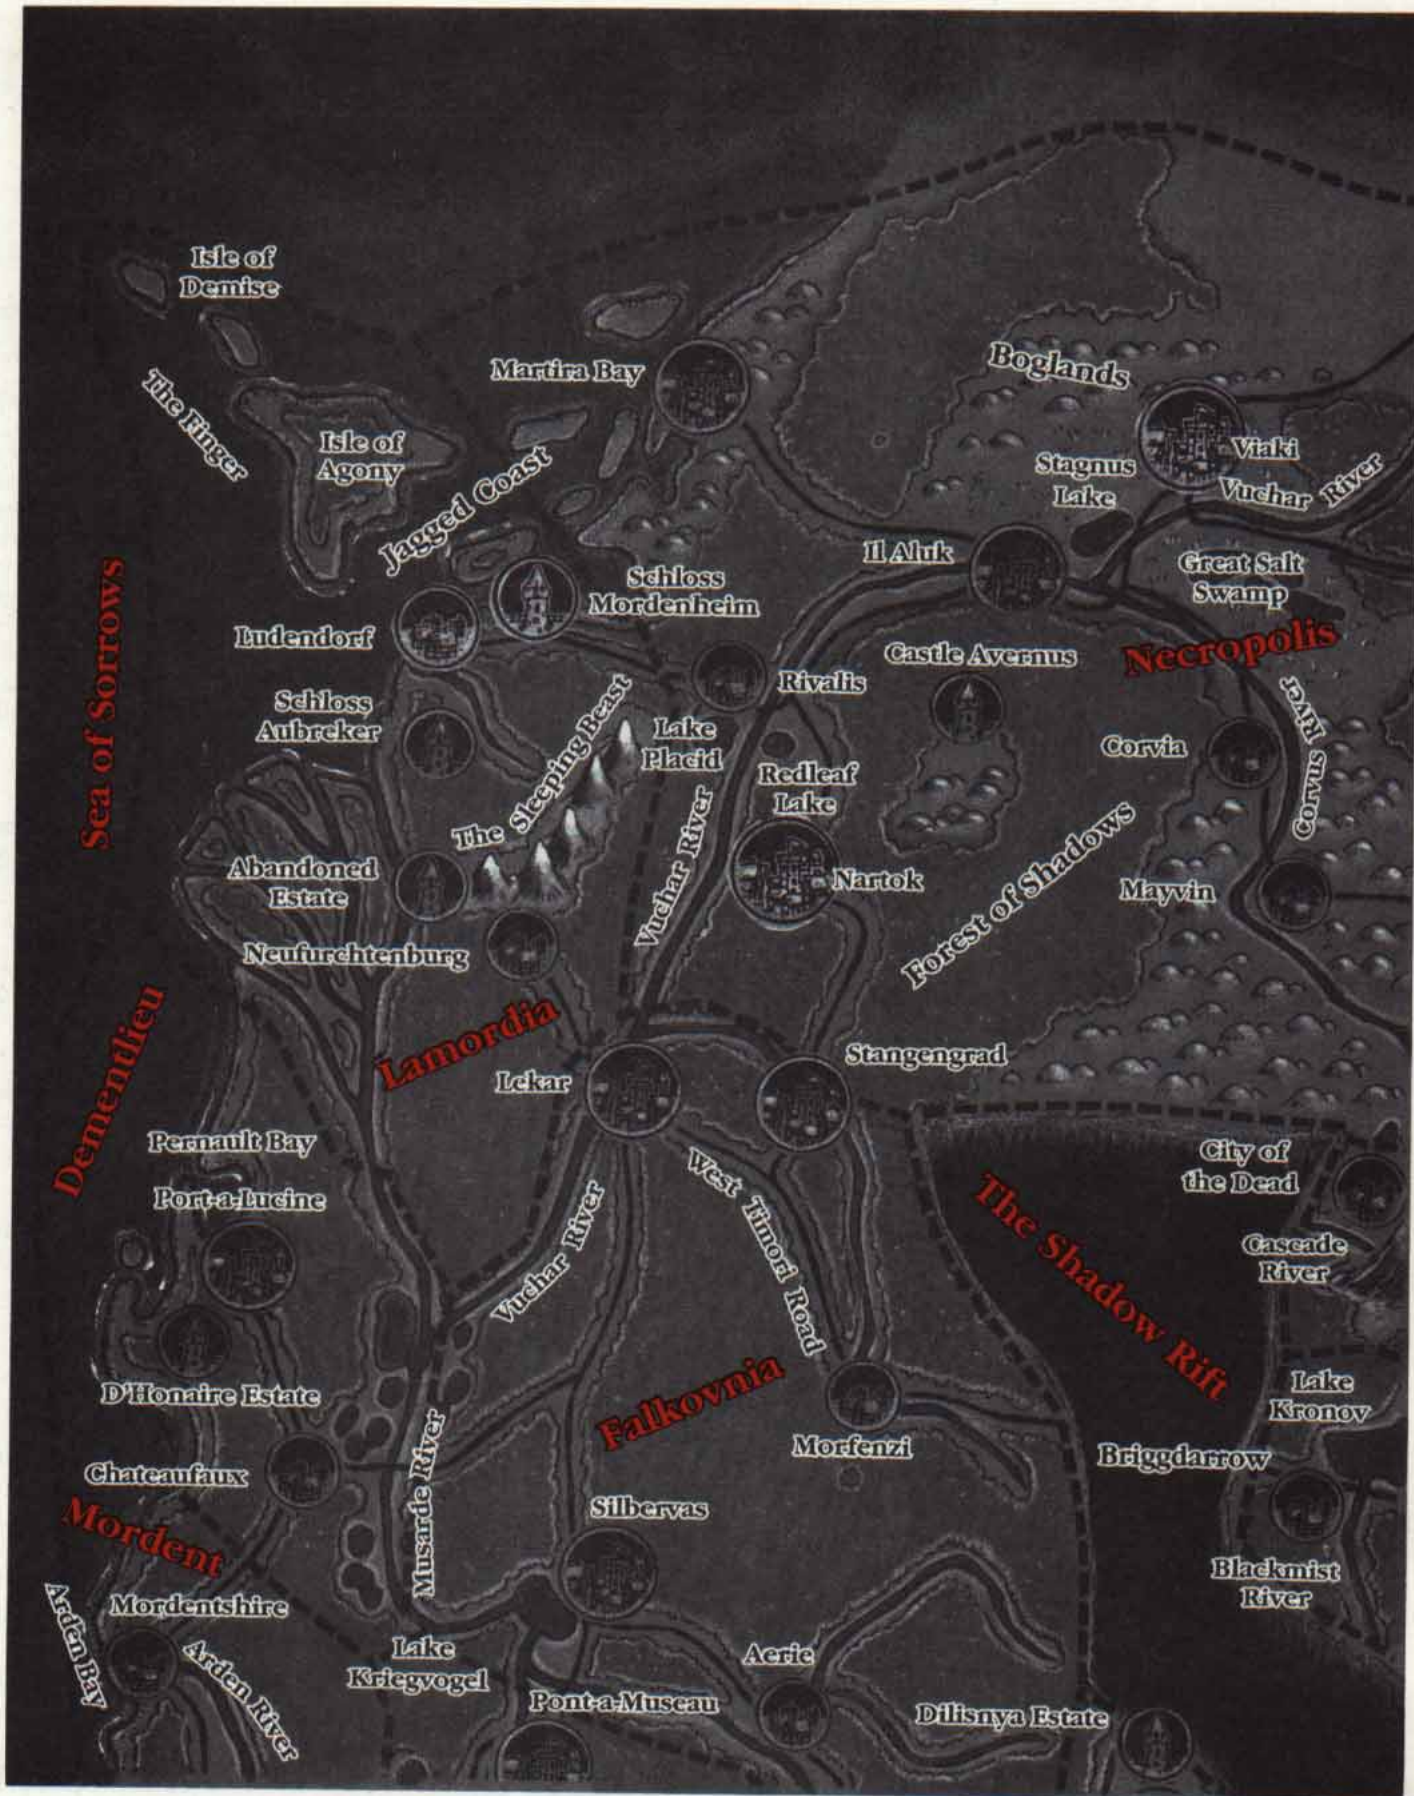 Isle of
Demise
The Finger
Isle of
Agony
Martira Bay
Jagged Coast
Boglands
Viaki
Stagnus
Lake
Vuchar River
Il Aluk
Great Salt
Swamp
Schloss
Mordenheim
Ludendorf
Necropolis
Castle Avernus
Rivalis
Sea of Sorrows
Schloss
Aubreker
The Sleeping Beast
Lake
Placid
Corvia
Corvus River
Redleaf
Lake
Vuchar River
Abandoned
Estate
Nartok
Forest of Shadows
Mayvin
Neufurchtenburg
Dementlieu
Lamordia
Lekar
Stangengrad
Pernault Bay
Port-a-Lucine
West Timori Road
City of
the Dead
The Shadow Rift
Cascade
River
Vuchar River
D'Honaire Estate
Falkovnia
Lake
Kronov
Morfenzi
Briggdarrow
Chateaufaux
Musarde River
Silbervas
Mordent
Blackmist
River
Mordentshire
Arden Bay
Arden River
Lake
Kriegvogel
Aerie
Pont-a-Museau
Dilisnya Estate